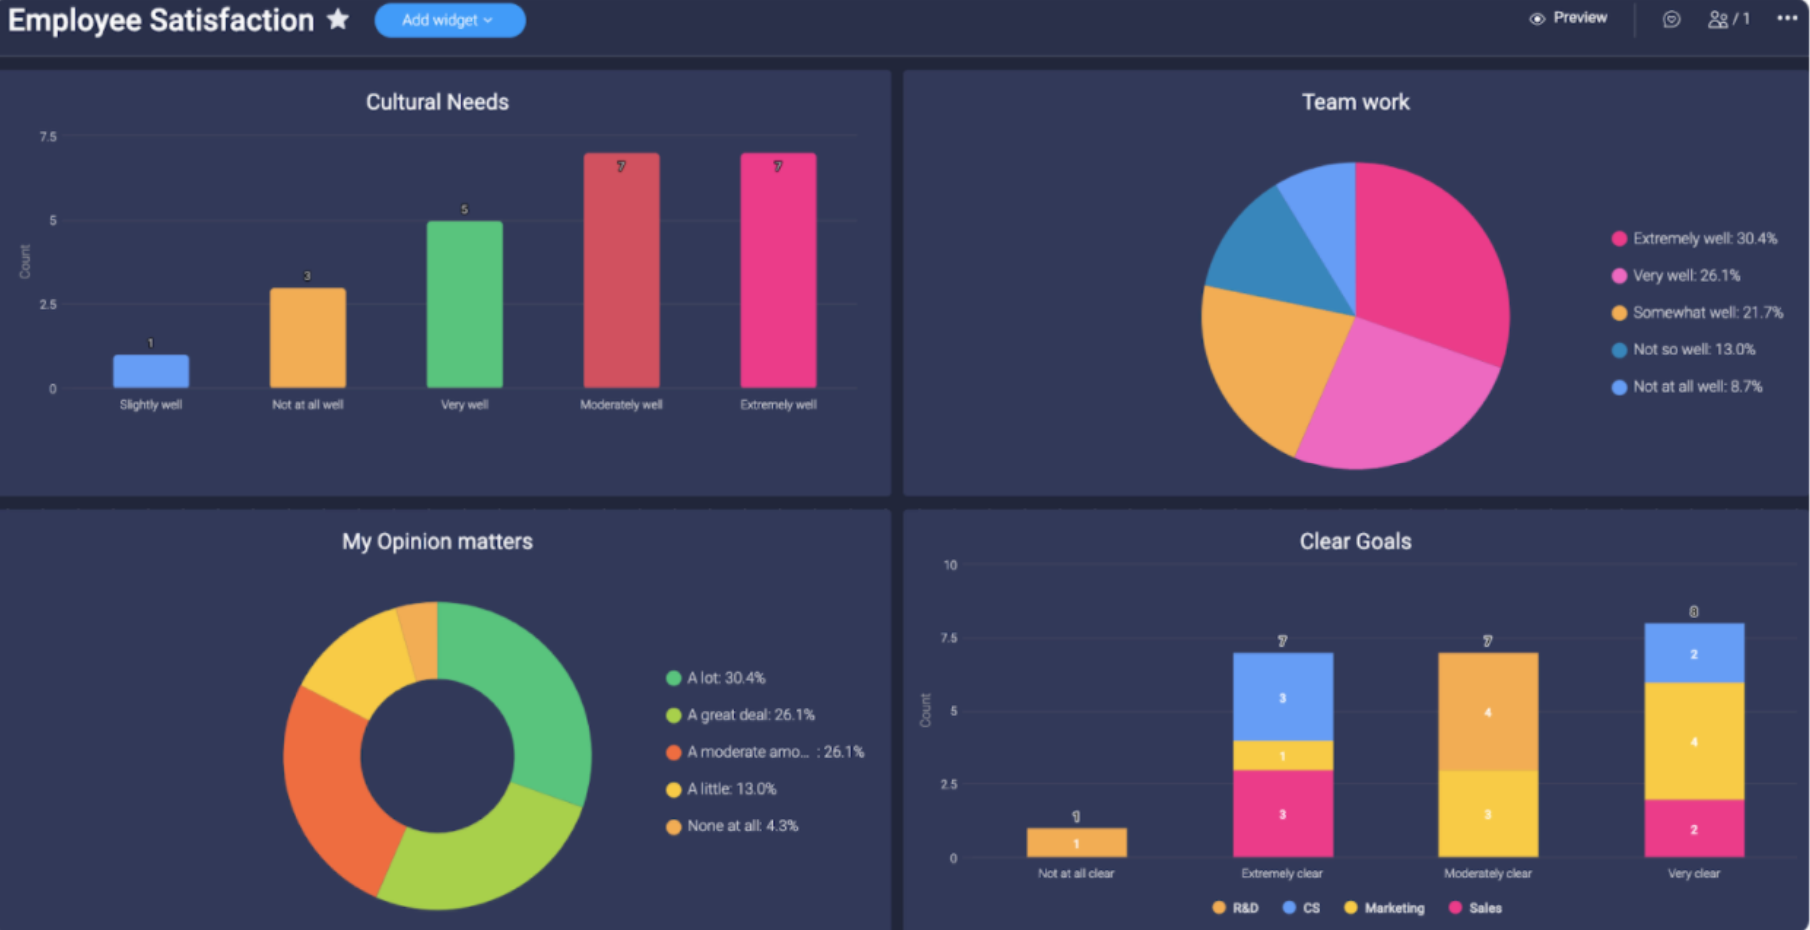 Employee Satisfaction
Add widget
Preview
/ 1
Cultural Needs
7.5
5
2.5
0
Count
1
3
5
7
7
Slightly well
Not at all well
Very well
Moderately well
Extremely well
Team work
Extremely well: 30.4%
Very well: 26.1%
Somewhat well: 21.7%
Not so well: 13.0%
Not at all well: 8.7%
My Opinion matters
A lot: 30.4%
A great deal: 26.1%
A moderate amo... : 26.1%
A little: 13.0%
None at all: 4.3%
Clear Goals
10
7.5
5
2.5
0
Count
1
1
7
3
1
3
7
4
3
8
2
4
2
Not at all clear
Extremely clear
Moderately clear
Very clear
R&D CS Marketing Sales